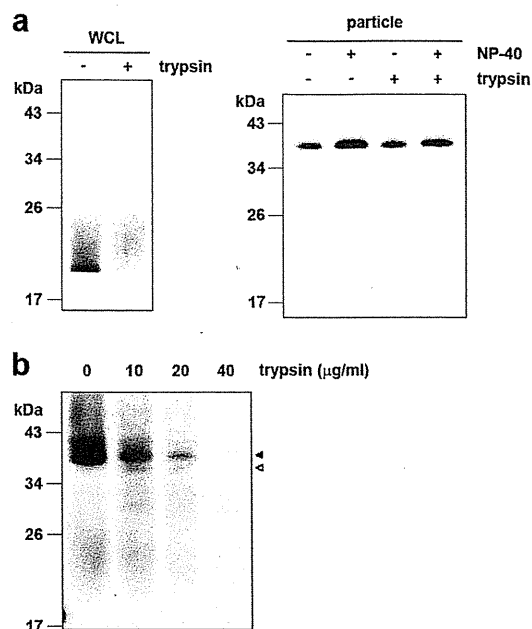 a
WCL
- + trypsin
kDa
43
34
26
17
particle
- + - + NP-40
- - + + trypsin
kDa
43
34
26
17
b
0 10 20 40 trypsin (μg/ml)
kDa
43
34
26
17